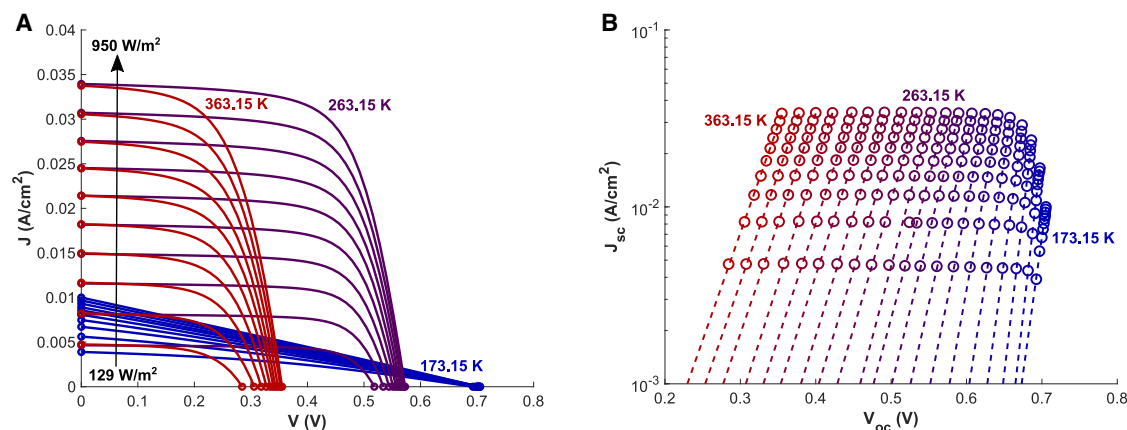 A
0.04
0.035
0.03
0.025
0.02
0.015
0.01
0.005
0
J (A/cm²)
950 W/m²
363.15 K
263.15 K
173.15 K
129 W/m²
0 0.1 0.2 0.3 0.4 0.5 0.6 0.7 0.8
V (V)
B
10⁻¹
10⁻²
10⁻³
J_sc (A/cm²)
263.15 K
363.15 K
173.15 K
0.2 0.3 0.4 0.5 0.6 0.7 0.8
V_oc (V)